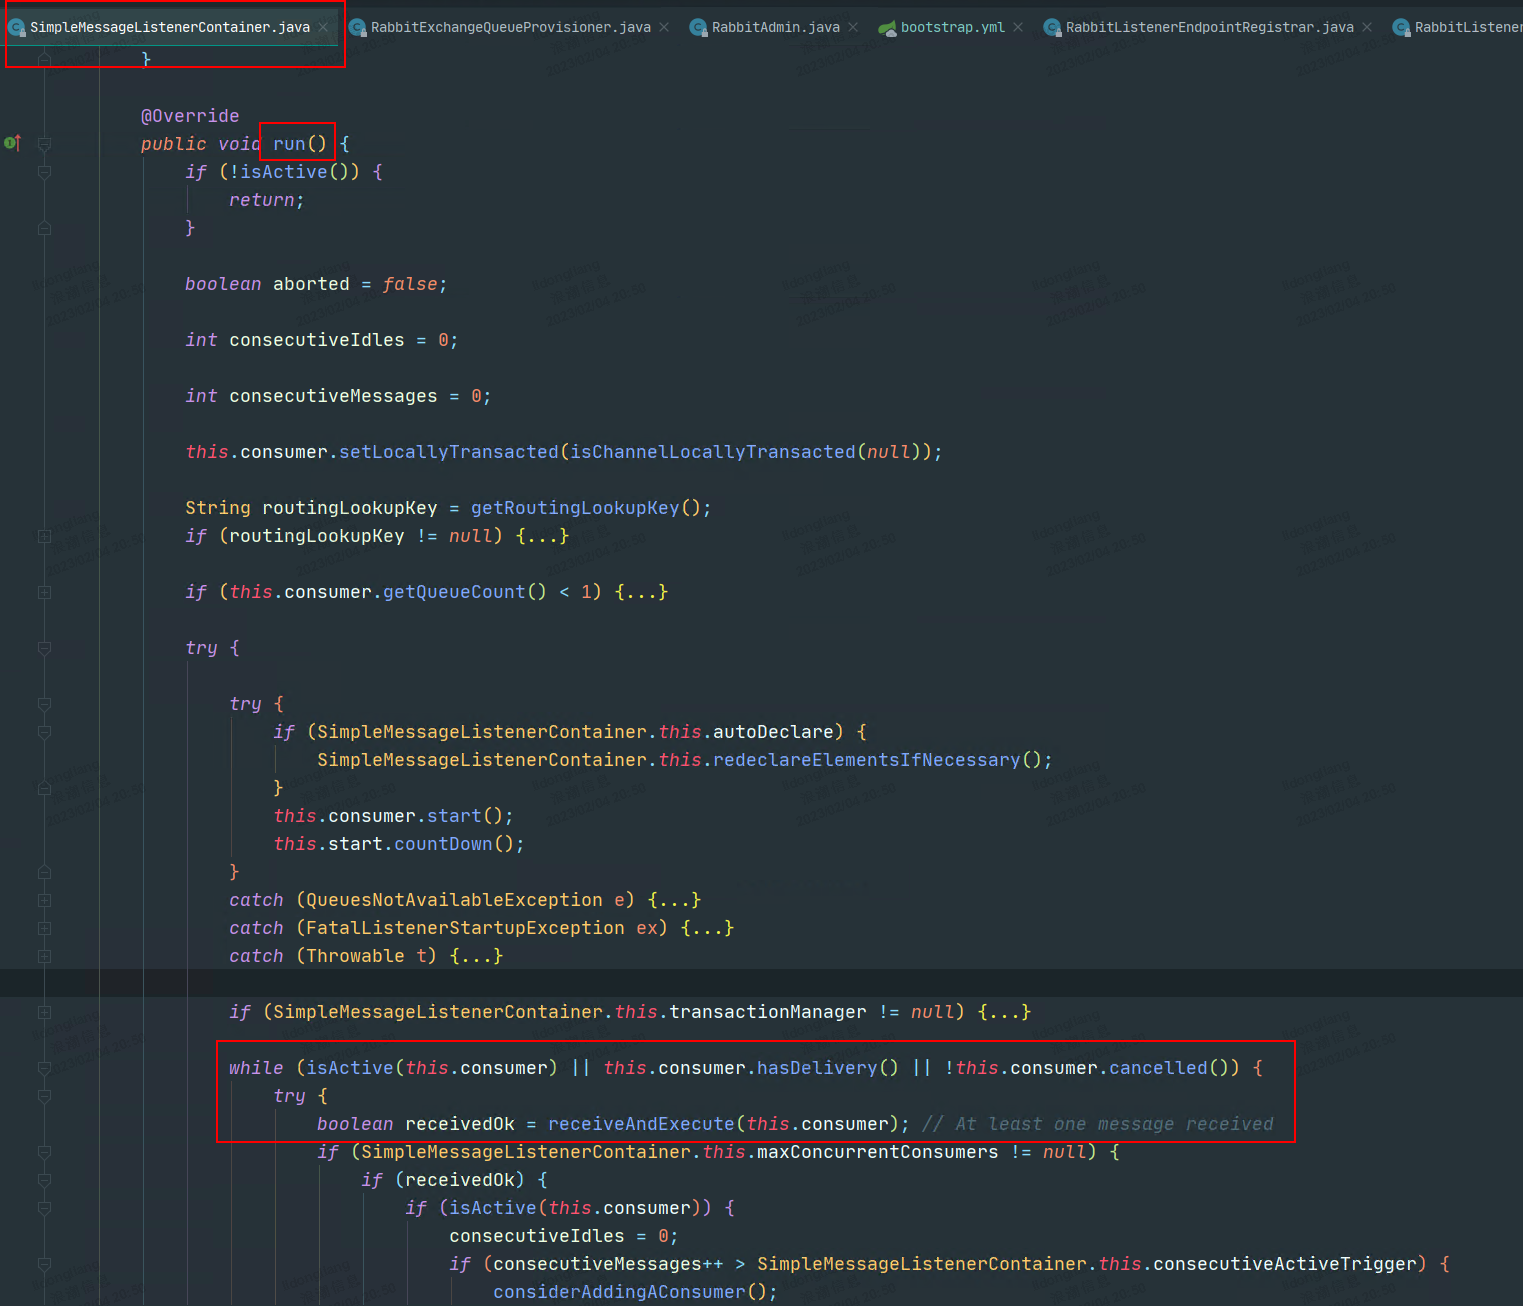 SimpleMessageListenerContainer.java RabbitExchangeQueueProvisioner.java RabbitAdmin.java bootstrap.yml RabbitListenerEndpointRegistrar.java RabbitListener
}
@Override
public void run() {
if (!isActive()) {
return;
}
boolean aborted = false;
int consecutiveIdles = 0;
int consecutiveMessages = 0;
this.consumer.setLocallyTransacted(isChannelLocallyTransacted(null));
String routingLookupKey = getRoutingLookupKey();
if (routingLookupKey != null) {...}
if (this.consumer.getQueueCount() < 1) {...}
try {
try {
if (SimpleMessageListenerContainer.this.autoDeclare) {
SimpleMessageListenerContainer.this.redeclareElementsIfNecessary();
}
this.consumer.start();
this.start.countDown();
}
catch (QueuesNotAvailableException e) {...}
catch (FatalListenerStartupException ex) {...}
catch (Throwable t) {...}
if (SimpleMessageListenerContainer.this.transactionManager != null) {...}
while (isActive(this.consumer) || this.consumer.hasDelivery() || !this.consumer.cancelled()) {
try {
boolean receivedOk = receiveAndExecute(this.consumer); // At least one message received
if (SimpleMessageListenerContainer.this.maxConcurrentConsumers != null) {
if (receivedOk) {
if (isActive(this.consumer)) {
consecutiveIdles = 0;
if (consecutiveMessages++ > SimpleMessageListenerContainer.this.consecutiveActiveTrigger) {
considerAddingAConsumer();